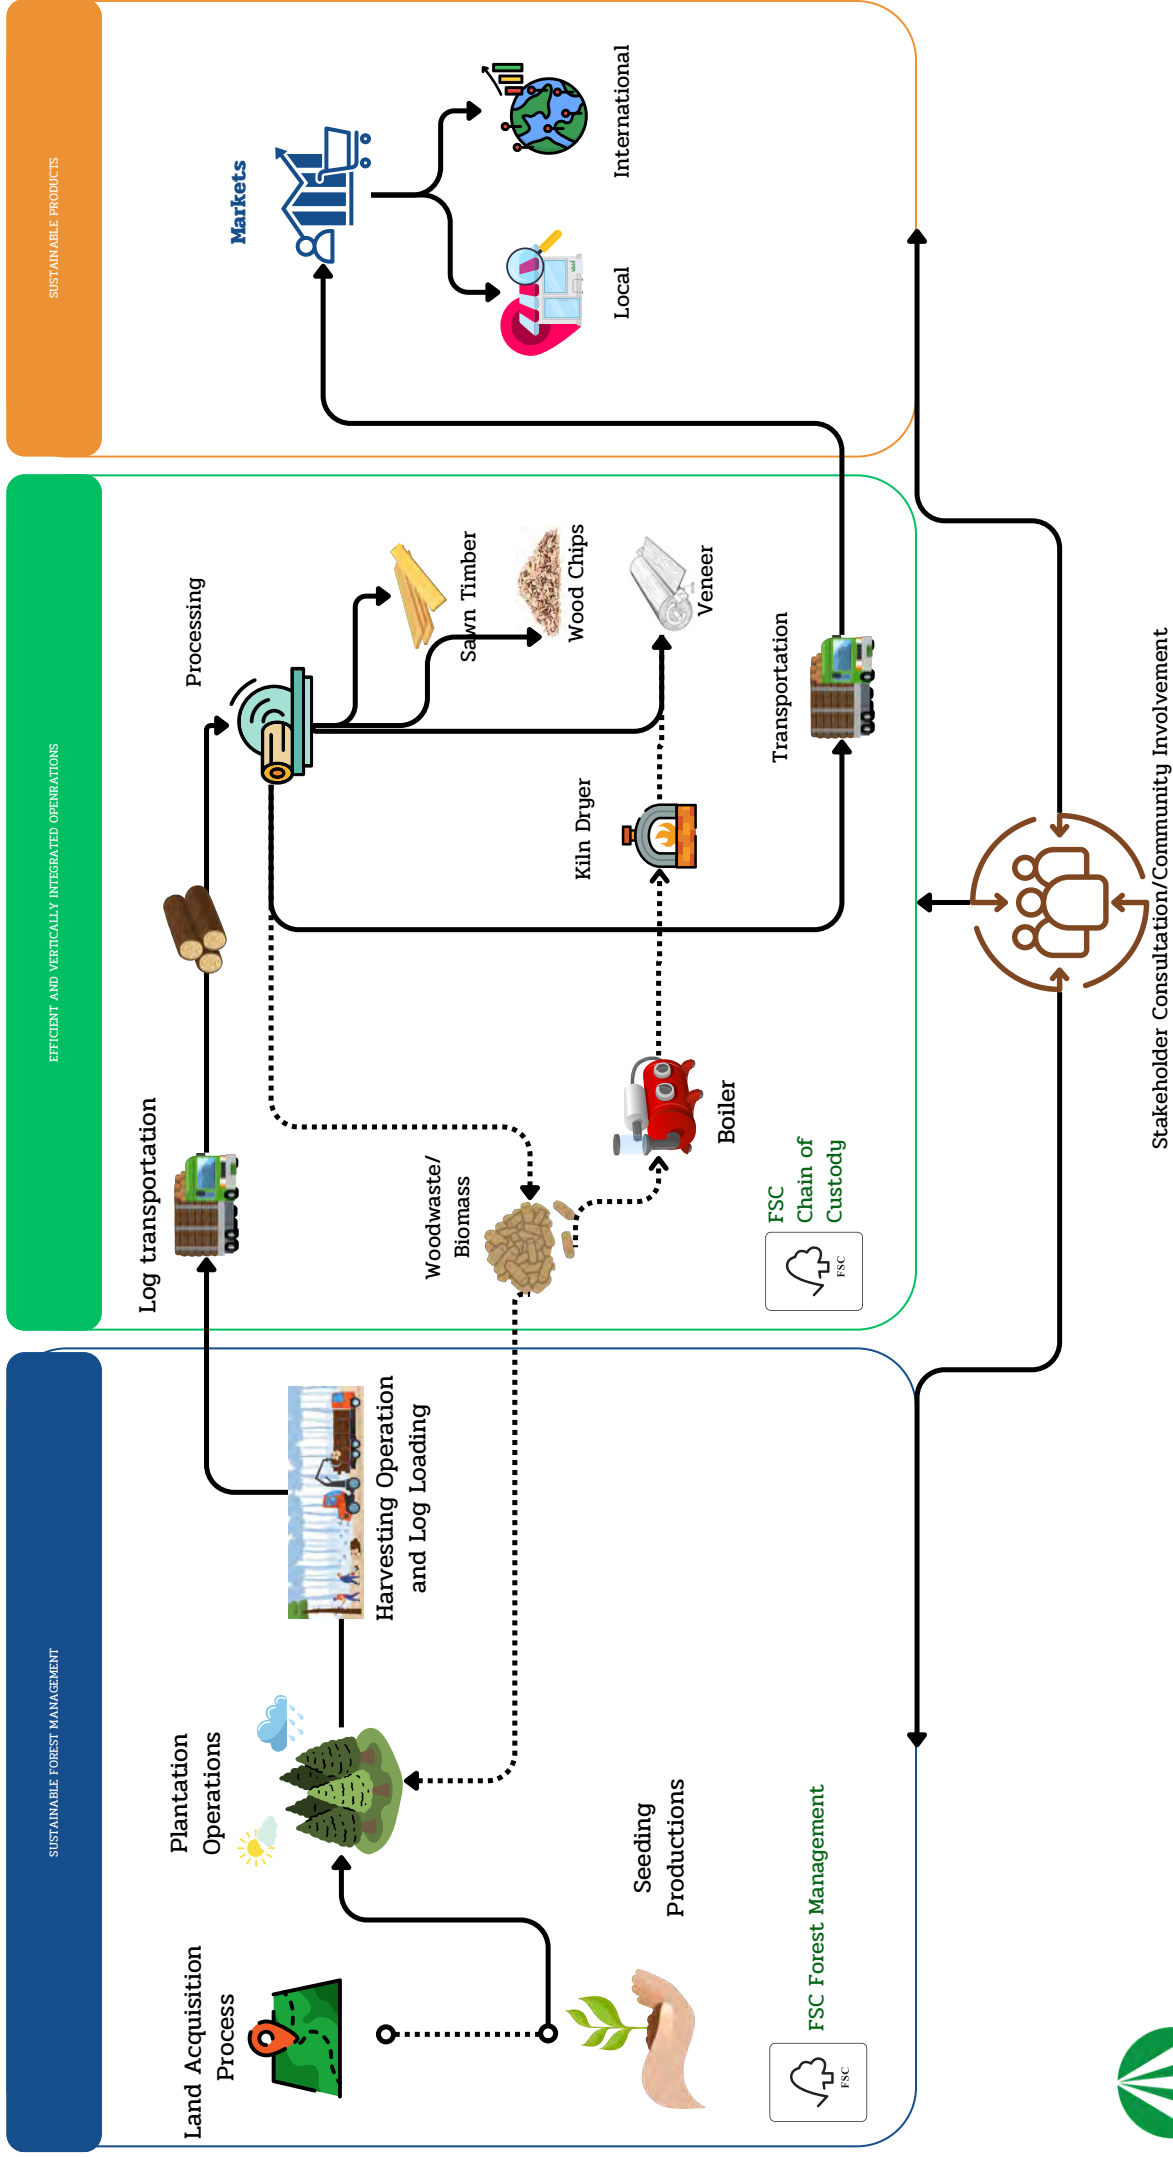 SUSTAINABLE FOREST MANAGEMENT
Land Acquisition
Process
Plantation
Operations
Harvesting Operation
and Log Loading
Seeding
Productions
FSC Forest Management
FSC
EFFICIENT AND VERTICALLY INTEGRATED OPENRATIONS
Log transportation
Processing
Sawn Timber
Wood Chips
Veneer
Kiln Dryer
Woodwaste/
Biomass
Boiler
Transportation
FSC
Chain of
Custody
FSC
SUSTAINABLE PRODUCTS
Markets
Local
International
Stakeholder Consultation/Community Involvement